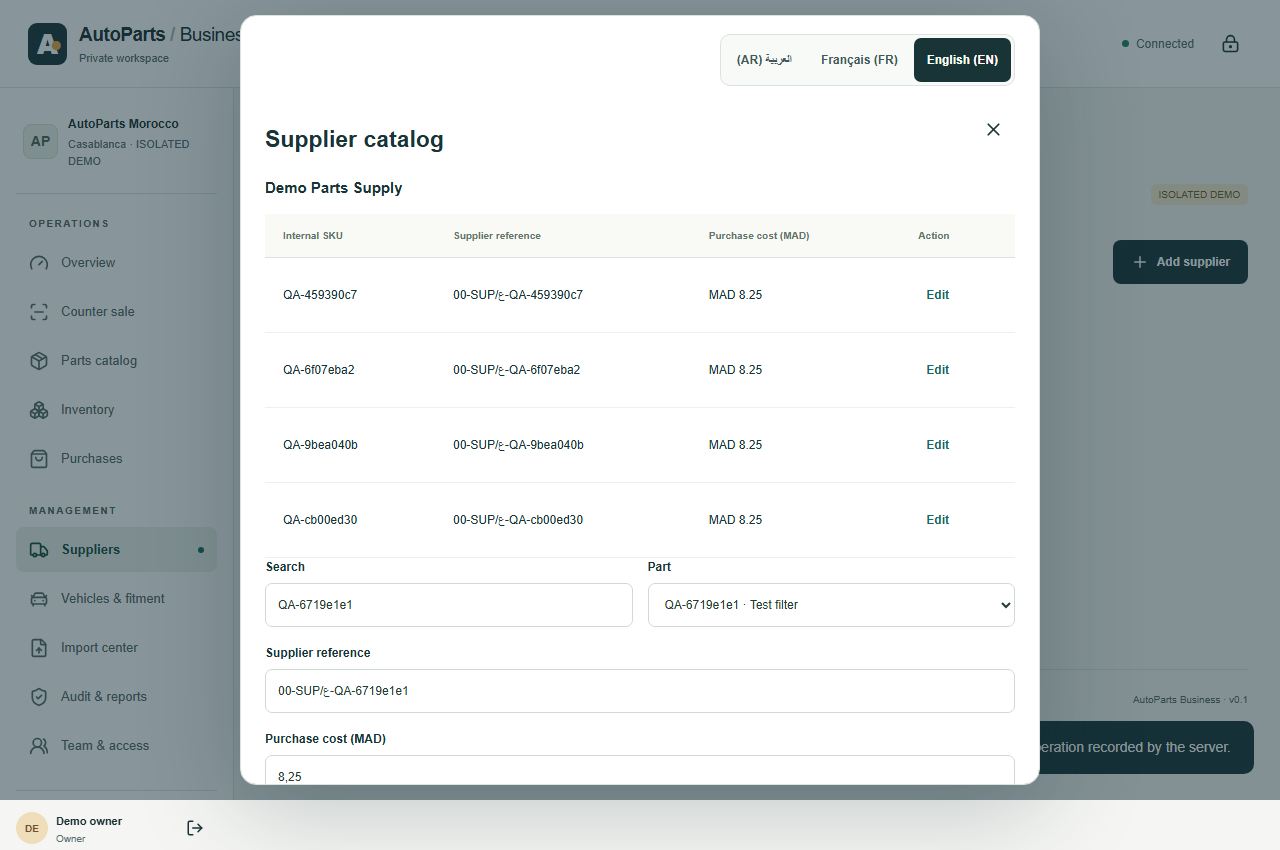 AutoParts / Busines
Private workspace
Connected
AP
AutoParts Morocco
Casablanca · ISOLATED
DEMO
OPERATIONS
Overview
Counter sale
Parts catalog
Inventory
Purchases
MANAGEMENT
Suppliers
Vehicles & fitment
Import center
Audit & reports
Team & access
DE
Demo owner
Owner
العربية (AR)
Français (FR)
English (EN)
Supplier catalog
Demo Parts Supply
Internal SKU Supplier reference Purchase cost (MAD) Action
QA-459390c7 00-SUP/ع-QA-459390c7 MAD 8.25 Edit
QA-6f07eba2 00-SUP/ع-QA-6f07eba2 MAD 8.25 Edit
QA-9bea040b 00-SUP/ع-QA-9bea040b MAD 8.25 Edit
QA-cb00ed30 00-SUP/ع-QA-cb00ed30 MAD 8.25 Edit
Search
QA-6719e1e1
Part
QA-6719e1e1 · Test filter
Supplier reference
00-SUP/ع-QA-6719e1e1
Purchase cost (MAD)
8,25
ISOLATED DEMO
Add supplier
AutoParts Business · v0.1
eration recorded by the server.